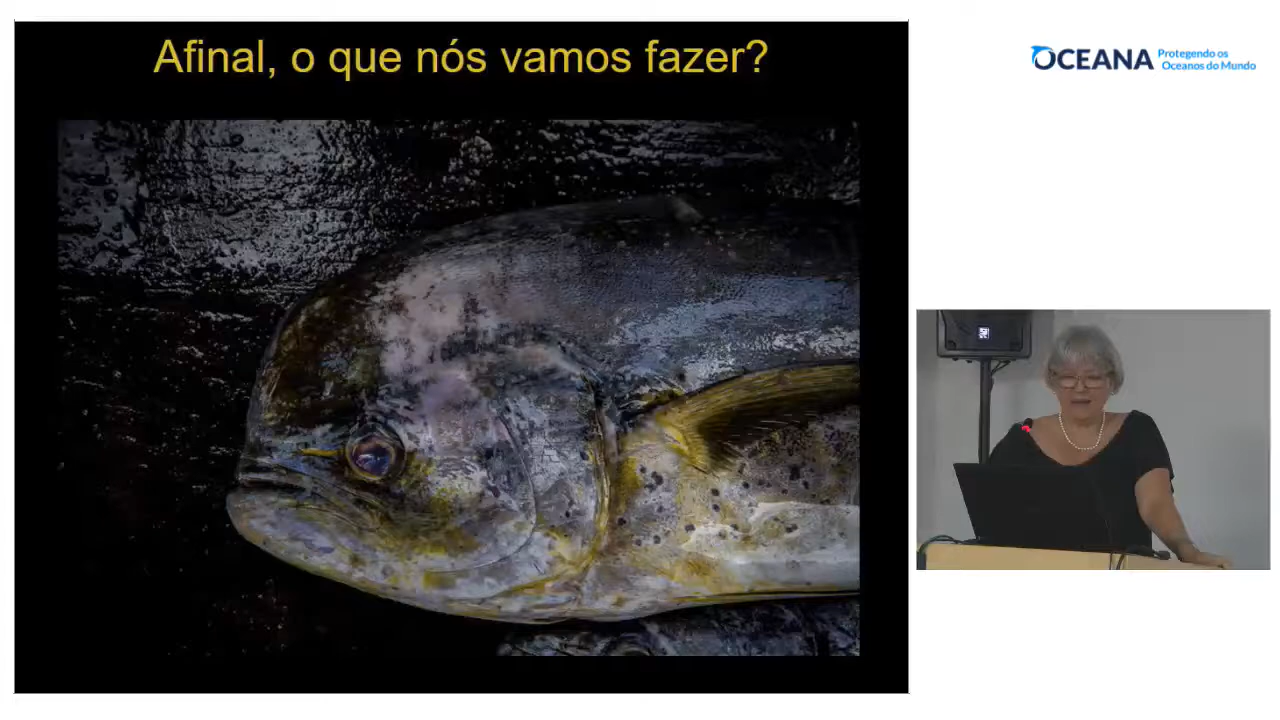 Afinal, o que nós vamos fazer?
OCEANA Protegendo os
Oceanos do Mundo